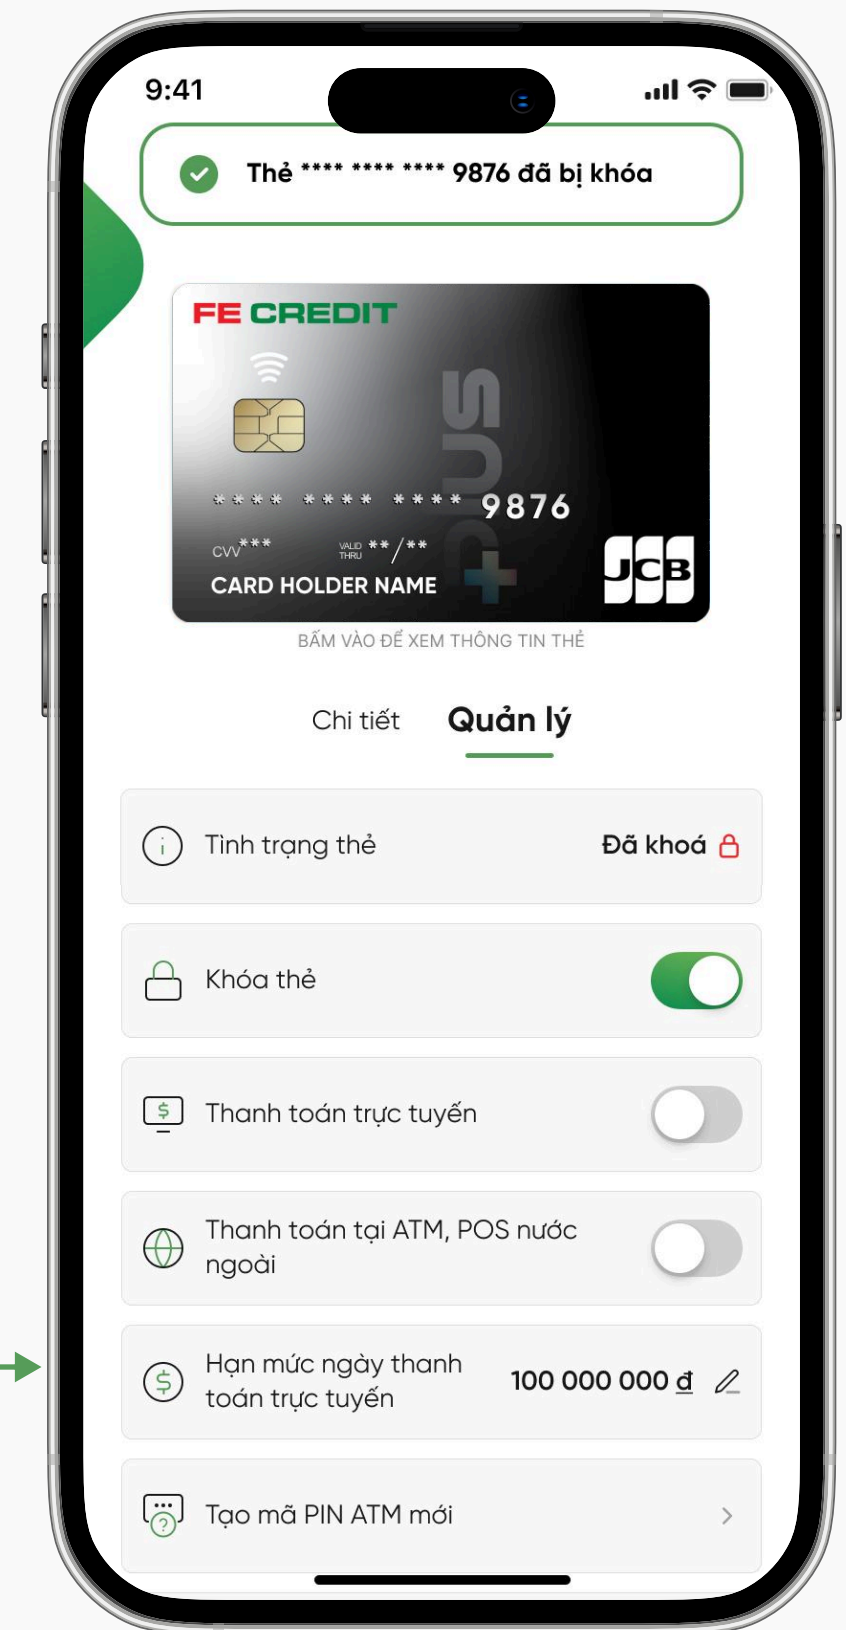 9:41
Thẻ **** **** **** 9876 đã bị khóa
FE CREDIT
PlUS
**** **** **** 9876
CVV*** VALID THRU **/**
CARD HOLDER NAME
JCB
BẤM VÀO ĐỂ XEM THÔNG TIN THẺ
Chi tiết Quản lý
Tình trạng thẻ Đã khoá
Khóa thẻ
Thanh toán trực tuyến
Thanh toán tại ATM, POS nước
ngoài
Hạn mức ngày thanh
toán trực tuyến 100 000 000 đ
Tạo mã PIN ATM mới